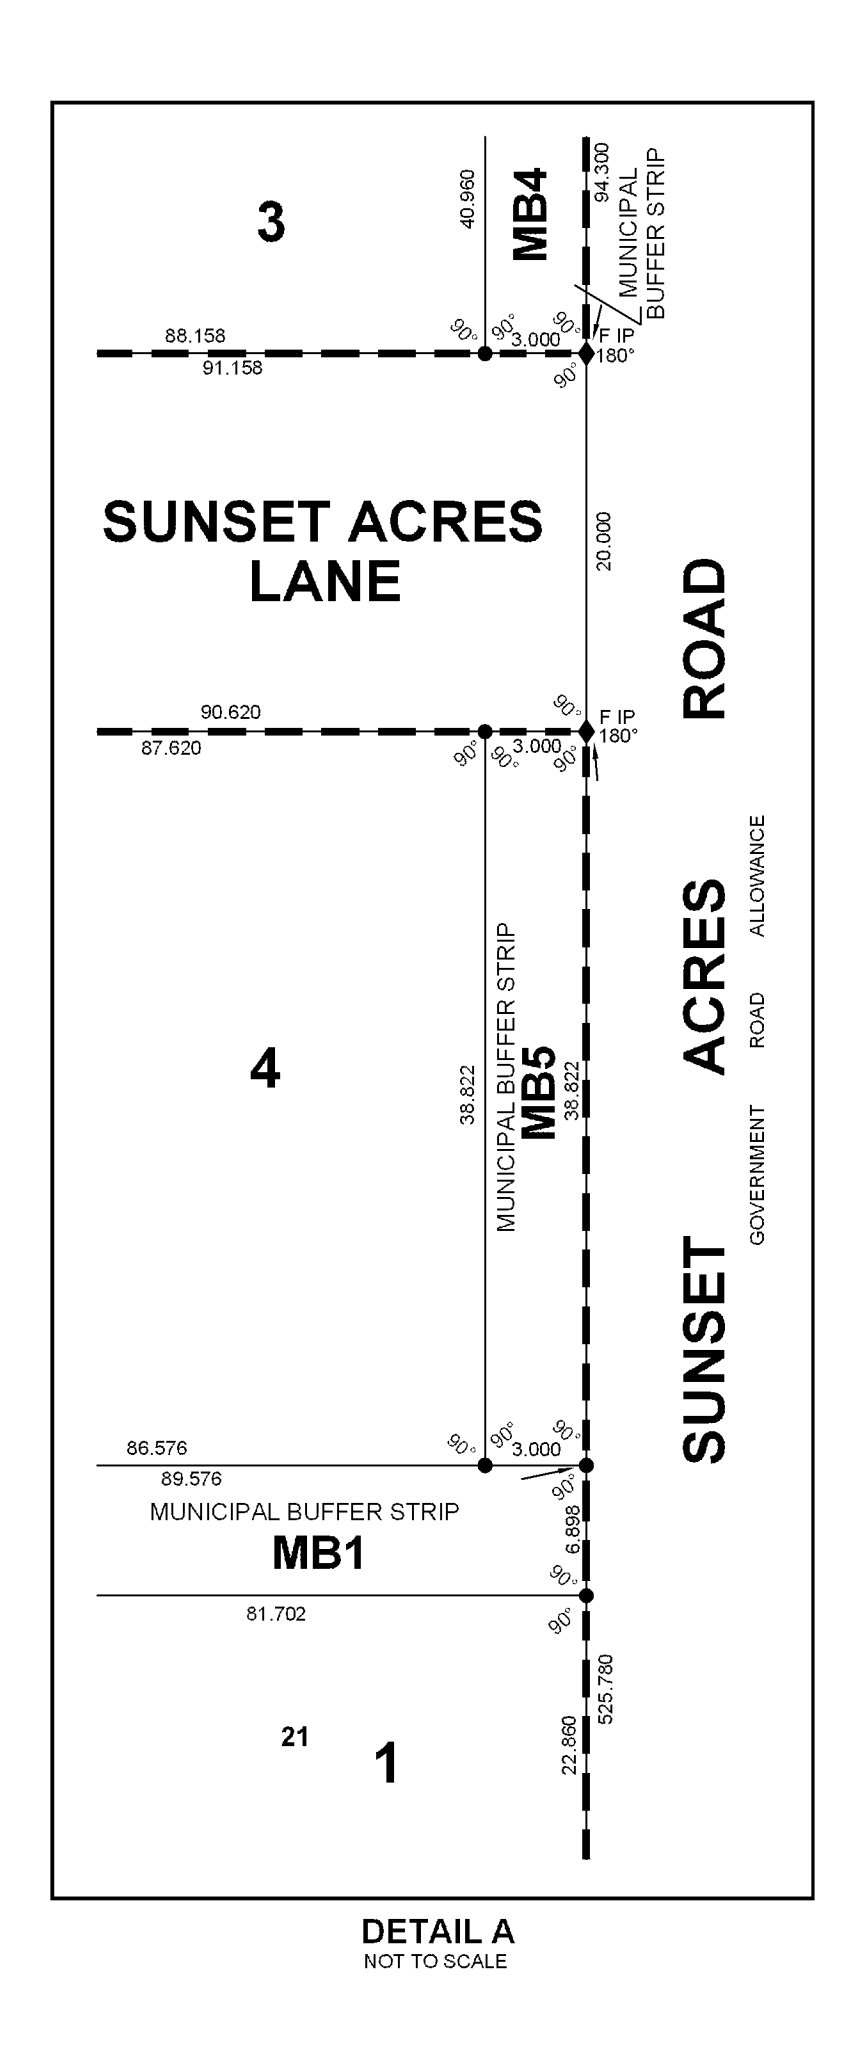 3
40.960
MB4
94.300
MUNICIPAL
BUFFER STRIP
88.158
90°
90°
3.000
90°
F IP
91.158
90°
180°
SUNSET ACRES
LANE
20.000
90.620
90°
F IP
87.620
90°
90°
3.000
90°
180°
SUNSET ACRES ROAD
GOVERNMENT ROAD ALLOWANCE
4
38.822
MUNICIPAL BUFFER STRIP
MB5
38.822
86.576
90°
90°
3.000
90°
89.576
90°
MUNICIPAL BUFFER STRIP
MB1
6.898
90°
81.702
90°
525.780
22.860
21
1
DETAIL A
NOT TO SCALE